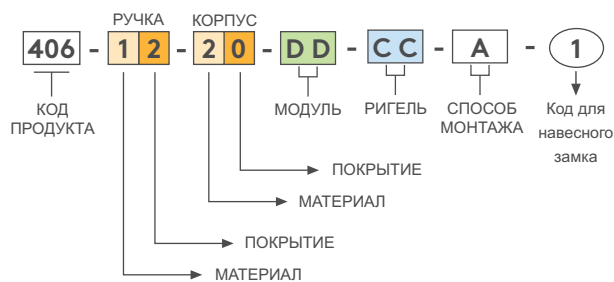 РУЧКА КОРПУС
406 - 1 2 - 2 0 - D D - C C - A - 1
КОД
ПРОДУКТА
МОДУЛЬ
РИГЕЛЬ
СПОСОБ
МОНТАЖА
Код для
навесного
замка
ПОКРЫТИЕ
МАТЕРИАЛ
ПОКРЫТИЕ
МАТЕРИАЛ